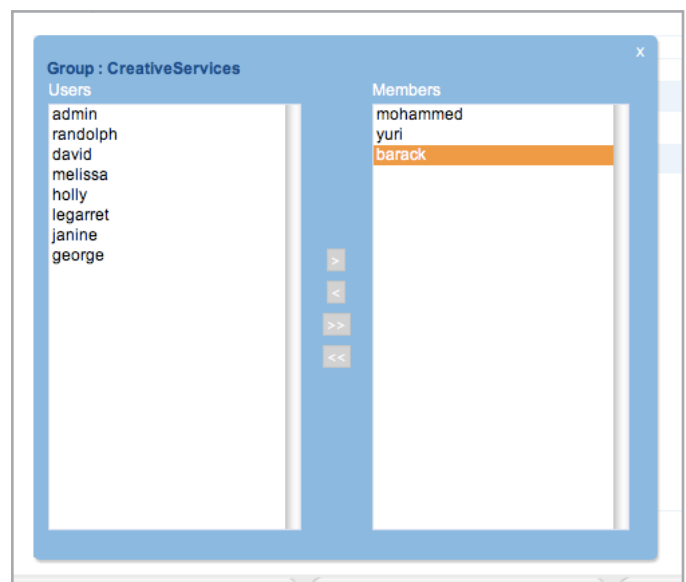 x
Group : CreativeServices
Users
admin
randolph
david
melissa
holly
legarret
janine
george
>
<
>>
<<
Members
mohammed
yuri
barack